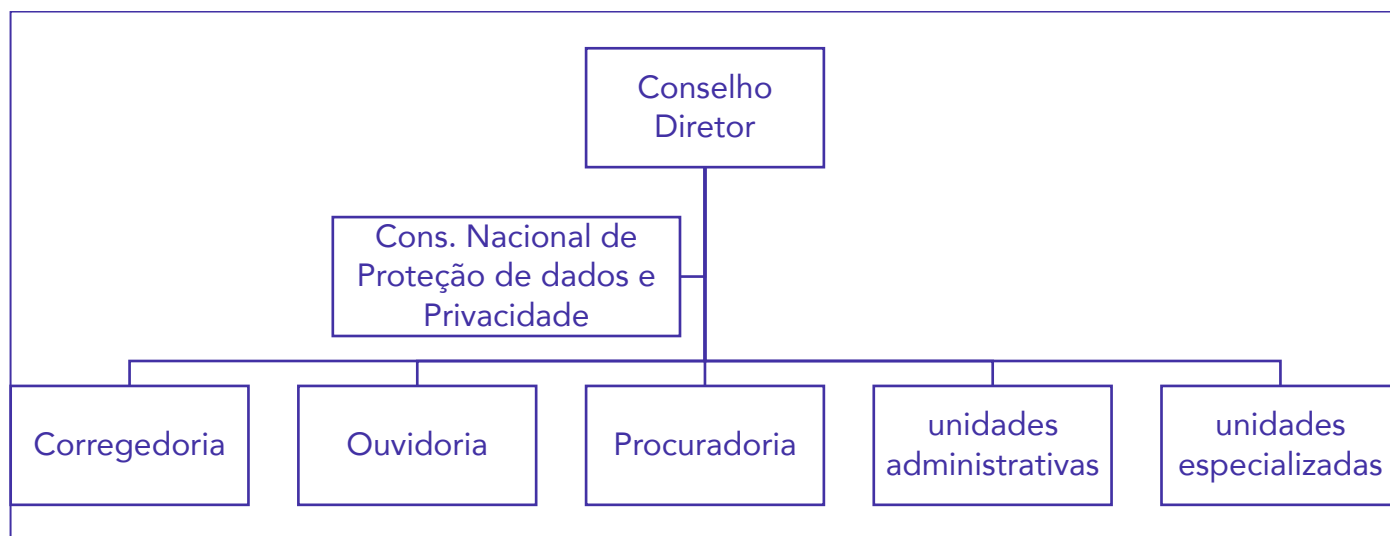 Conselho
Diretor
Cons. Nacional de
Proteção de dados e
Privacidade
Corregedoria
Ouvidoria
Procuradoria
unidades
administrativas
unidades
especializadas